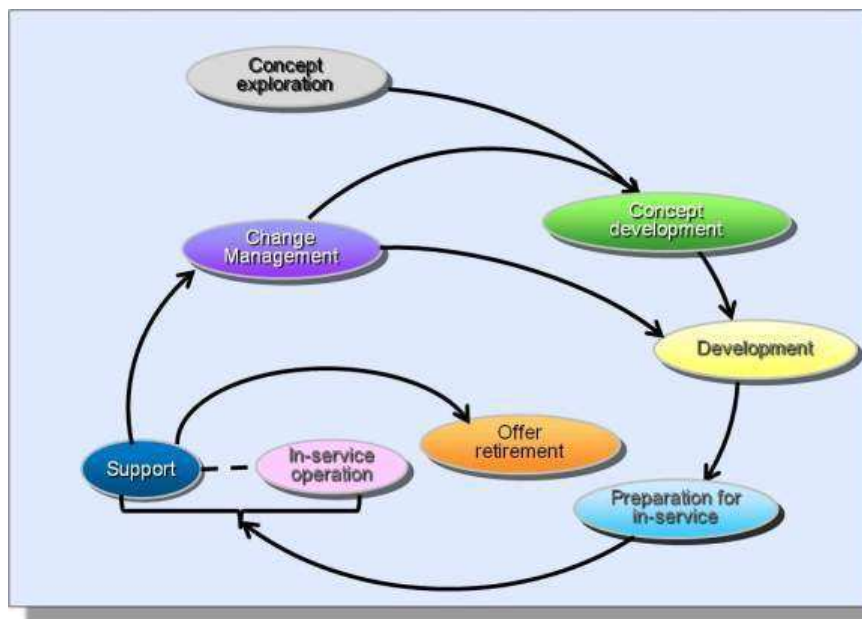 Concept
exploration
Concept
development
Change
Management
Development
Offer
retirement
Support
In-service
operation
Preparation for
in-service